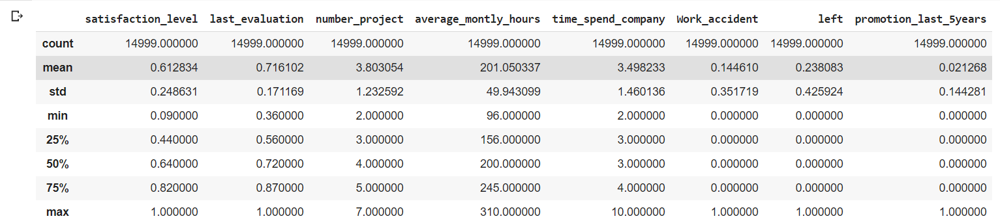 satisfaction_level last_evaluation number_project average_montly_hours time_spend_company Work_accident left promotion_last_5years
count 14999.000000 14999.000000 14999.000000 14999.000000 14999.000000 14999.000000 14999.000000 14999.000000
mean 0.612834 0.716102 3.803054 201.050337 3.498233 0.144610 0.238083 0.021268
std 0.248631 0.171169 1.232592 49.943099 1.460136 0.351719 0.425924 0.144281
min 0.090000 0.360000 2.000000 96.000000 2.000000 0.000000 0.000000 0.000000
25% 0.440000 0.560000 3.000000 156.000000 3.000000 0.000000 0.000000 0.000000
50% 0.640000 0.720000 4.000000 200.000000 3.000000 0.000000 0.000000 0.000000
75% 0.820000 0.870000 5.000000 245.000000 4.000000 0.000000 0.000000 0.000000
max 1.000000 1.000000 7.000000 310.000000 10.000000 1.000000 1.000000 1.000000